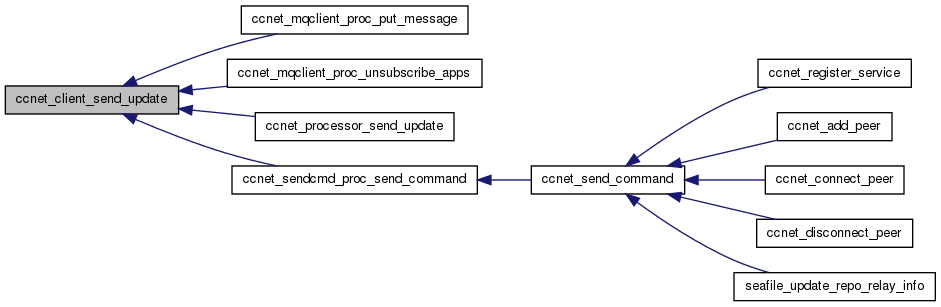 ccnet_mqclient_proc_put_message
ccnet_mqclient_proc_unsubscribe_apps
ccnet_register_service
ccnet_client_send_update
ccnet_processor_send_update
ccnet_add_peer
ccnet_sendcmd_proc_send_command
ccnet_send_command
ccnet_connect_peer
ccnet_disconnect_peer
seafile_update_repo_relay_info